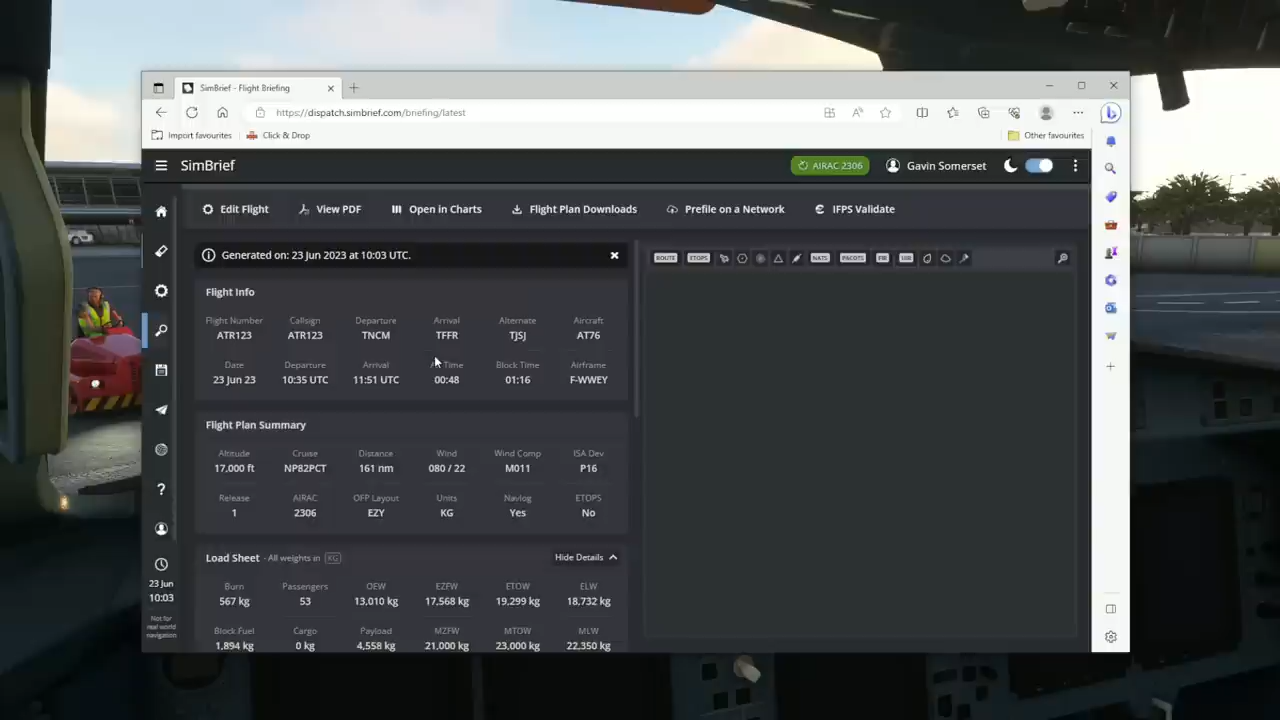 SimBrief - Flight Briefing
https://dispatch.simbrief.com/briefing/latest
Import favourites Click & Drop Other favourites
SimBrief AIRAC 2306 Gavin Somerset
Edit Flight View PDF Open in Charts Flight Plan Downloads Prefile on a Network IFPS Validate
Generated on: 23 Jun 2023 at 10:03 UTC.
ROUTE ETOPS NATS PACOTS FIR UIR
Flight Info
Flight Number Callsign Departure Arrival Alternate Aircraft
ATR123 ATR123 TNCM TFFR TJSJ AT76
Date Departure Arrival Time Block Time Airframe
23 Jun 23 10:35 UTC 11:51 UTC 00:48 01:16 F-WWEY
Flight Plan Summary
Altitude Cruise Distance Wind Wind Comp ISA Dev
17,000 ft NP82PCT 161 nm 080 / 22 M011 P16
Release AIRAC OFP Layout Units Navlog ETOPS
1 2306 EZY KG Yes No
Load Sheet - All weights in KG Hide Details
Burn Passengers OEW EZFW ETOW ELW
567 kg 53 13,010 kg 17,568 kg 19,299 kg 18,732 kg
Block Fuel Cargo Payload MZFW MTOW MLW
1,894 kg 0 kg 4,558 kg 21,000 kg 23,000 kg 22,350 kg
23 Jun
10:03
Not for
real world
navigation